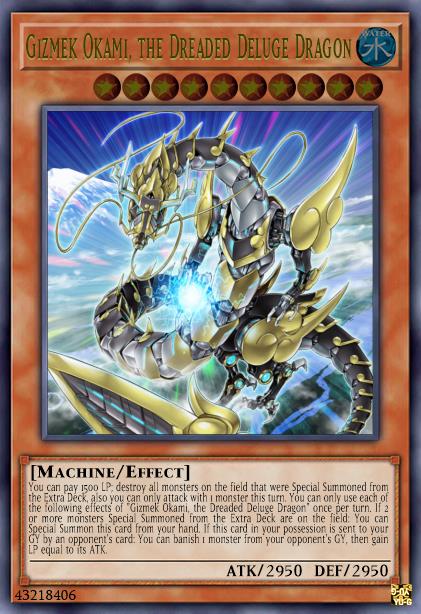 Gizmek Okami, the Dreaded Deluge Dragon
WATER
水
[Machine/Effect]
You can pay 1500 LP; destroy all monsters on the field that were Special Summoned
from the Extra Deck, also you can only attack with 1 monster this turn. You can only use each
of the following effects of "Gizmek Okami, the Dreaded Deluge Dragon" once per turn. If 2
or more monsters Special Summoned from the Extra Deck are on the field: You can
Special Summon this card from your hand. If this card in your possession is sent to your
GY by an opponent's card: You can banish 1 monster from your opponent's GY, then gain
LP equal to its ATK.
ATK/2950 DEF/2950
43218406